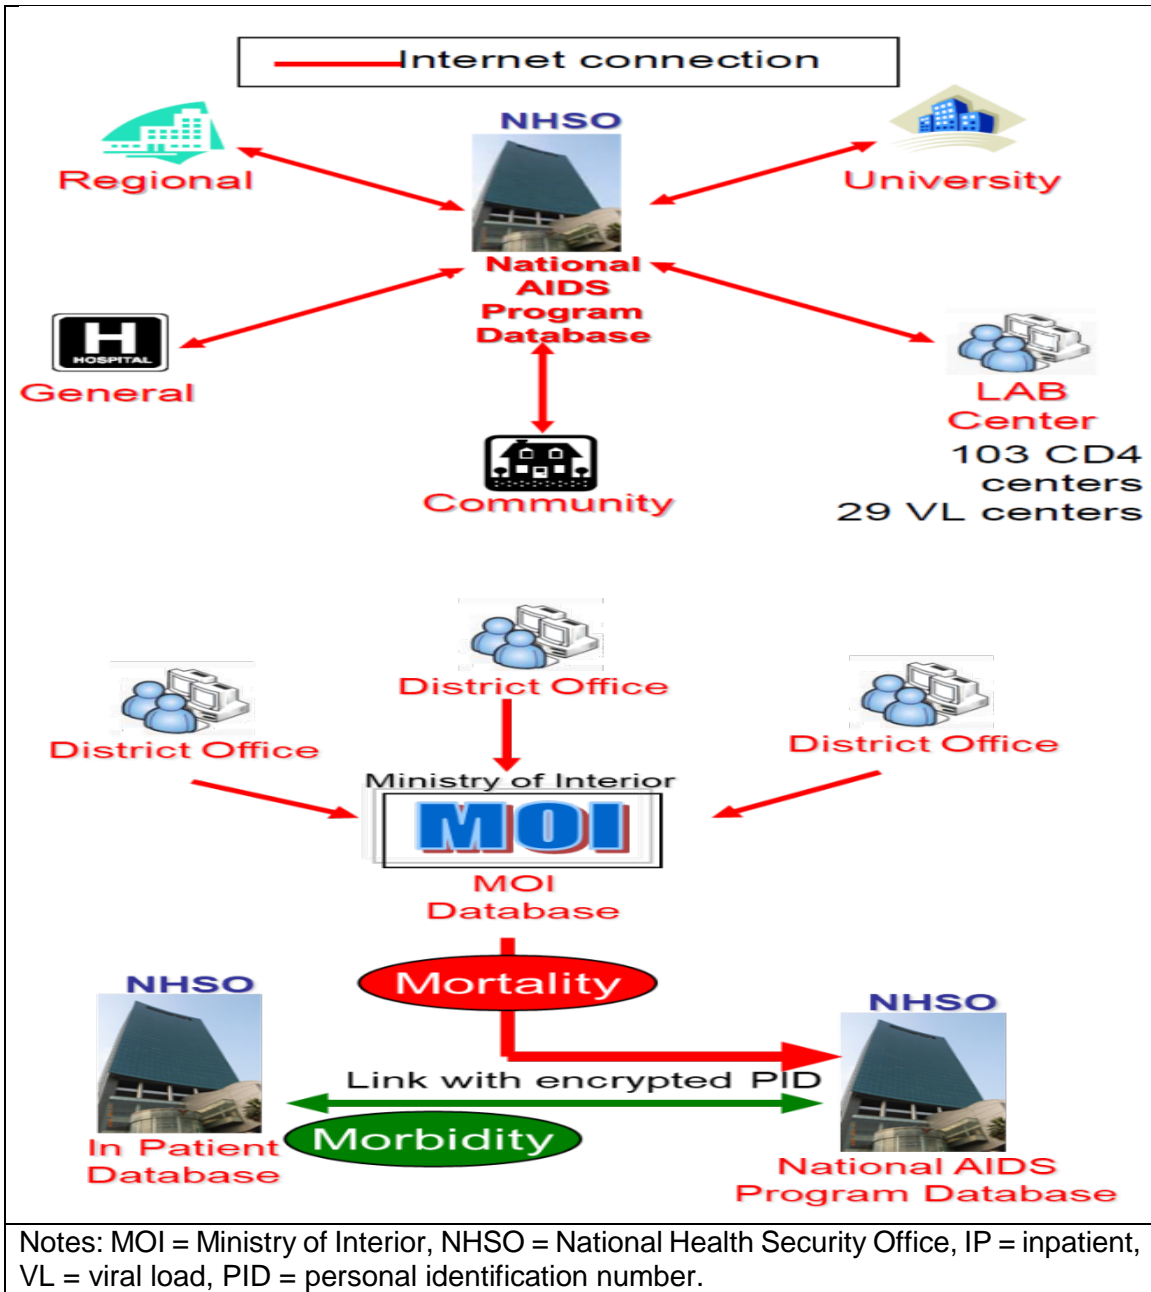 Internet connection
NHSO
Regional
University
National
AIDS
Program
Database
H
HOSPITAL
General
LAB
Center
103 CD4
centers
29 VL centers
Community
District Office
District Office
District Office
Ministry of Interior
MOI
MOI
Database
Mortality
NHSO
NHSO
Link with encrypted PID
Morbidity
In Patient
Database
National AIDS
Program Database
Notes: MOI = Ministry of Interior, NHSO = National Health Security Office, IP = inpatient,
VL = viral load, PID = personal identification number.